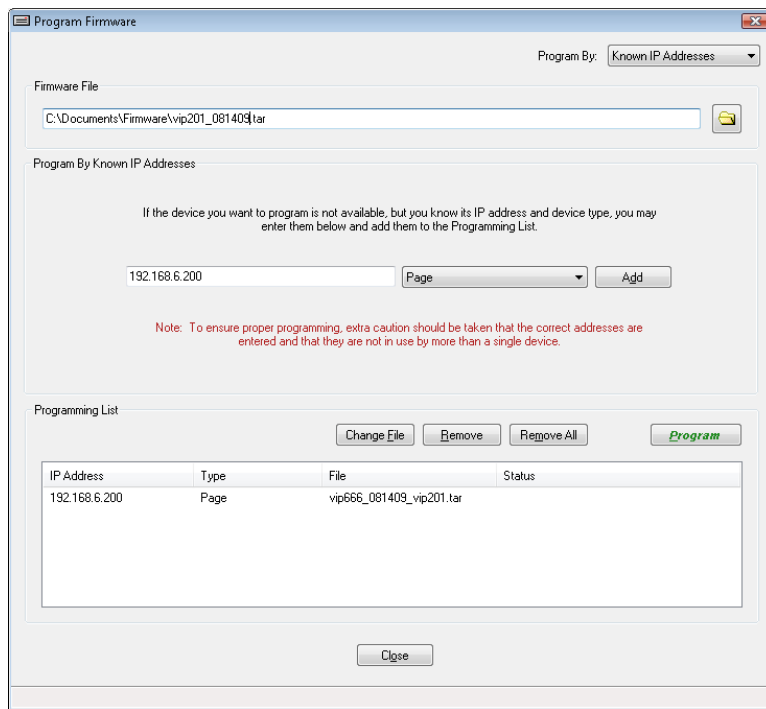 Program Firmware
Program By: Known IP Addresses
Firmware File
C:\Documents\Firmware\vip201_081409.tar
Program By Known IP Addresses
If the device you want to program is not available, but you know its IP address and device type, you may
enter them below and add them to the Programming List.
192.168.6.200 Page Add
Note: To ensure proper programming, extra caution should be taken that the correct addresses are
entered and that they are not in use by more than a single device.
Programming List
Change File Remove Remove All Program
IP Address Type File Status
192.168.6.200 Page vip666_081409_vip201.tar
Close